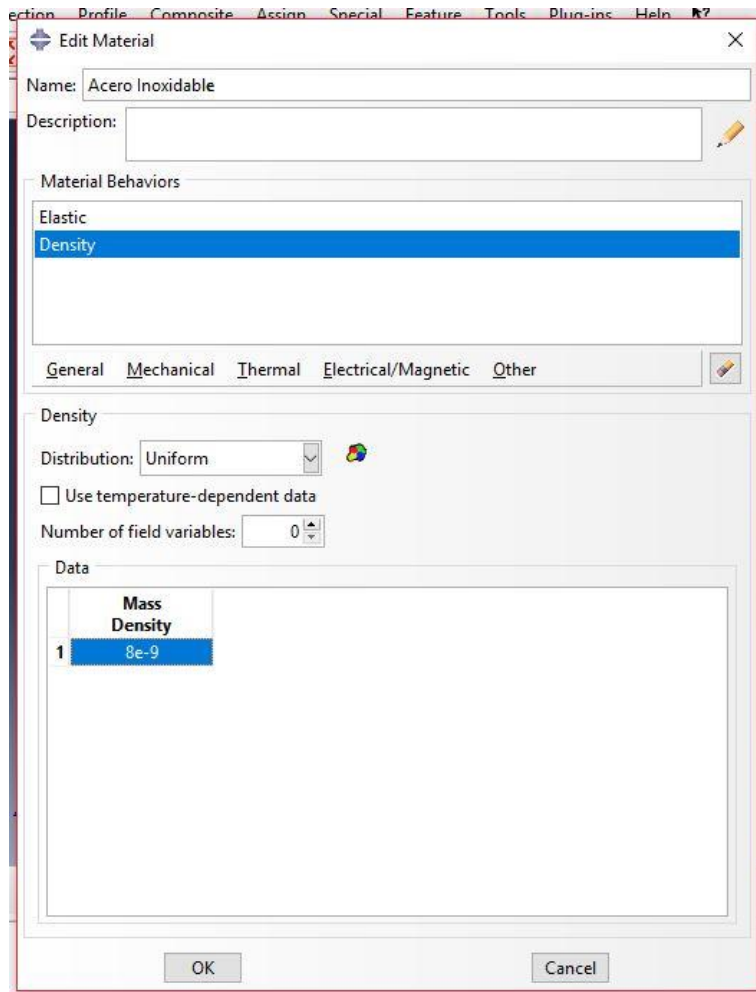 ection Profile Composite Assign Special Feature Tools Plug-ins Help
Edit Material
Name: Acero Inoxidable
Description:
Material Behaviors
Elastic
Density
General Mechanical Thermal Electrical/Magnetic Other
Density
Distribution: Uniform
Use temperature-dependent data
Number of field variables: 0
Data
Mass
Density
1 8e-9
OK Cancel